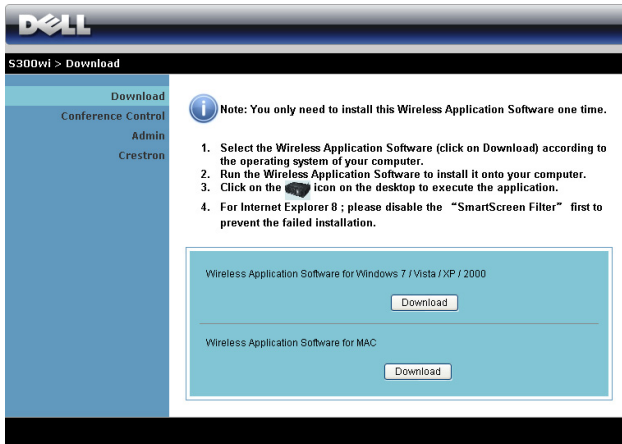 DELL
S300wi > Download
Download
Conference Control
Admin
Crestron
Note: You only need to install this Wireless Application Software one time.
1. Select the Wireless Application Software (click on Download) according to
the operating system of your computer.
2. Run the Wireless Application Software to install it onto your computer.
3. Click on the icon on the desktop to execute the application.
4. For Internet Explorer 8 ; please disable the “SmartScreen Filter” first to
prevent the failed installation.
Wireless Application Software for Windows 7 / Vista / XP / 2000
Download
Wireless Application Software for MAC
Download